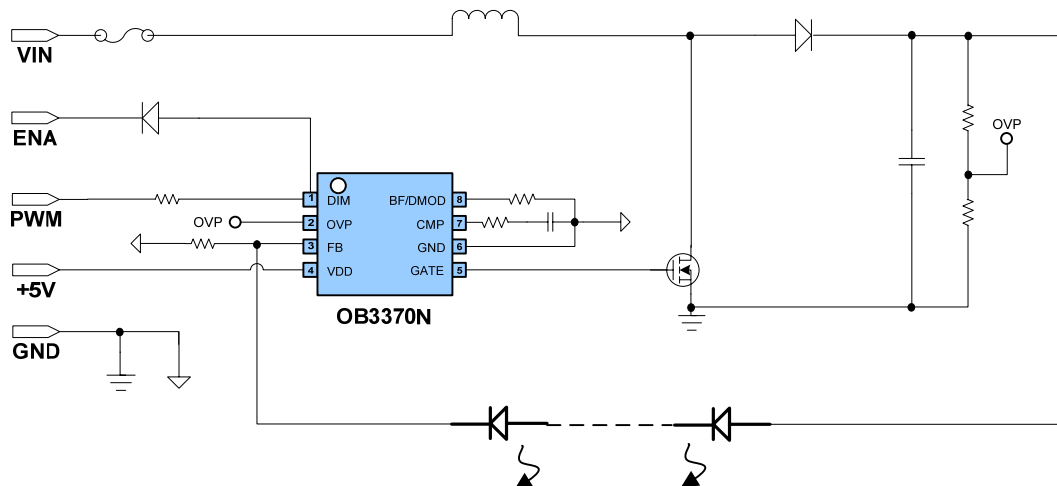 VIN
ENA
OVP
PWM
1 DIM BF/DMOD 8
OVP 2 OVP CMP 7
3 FB GND 6
4 VDD GATE 5
+5V
OB3370N
GND